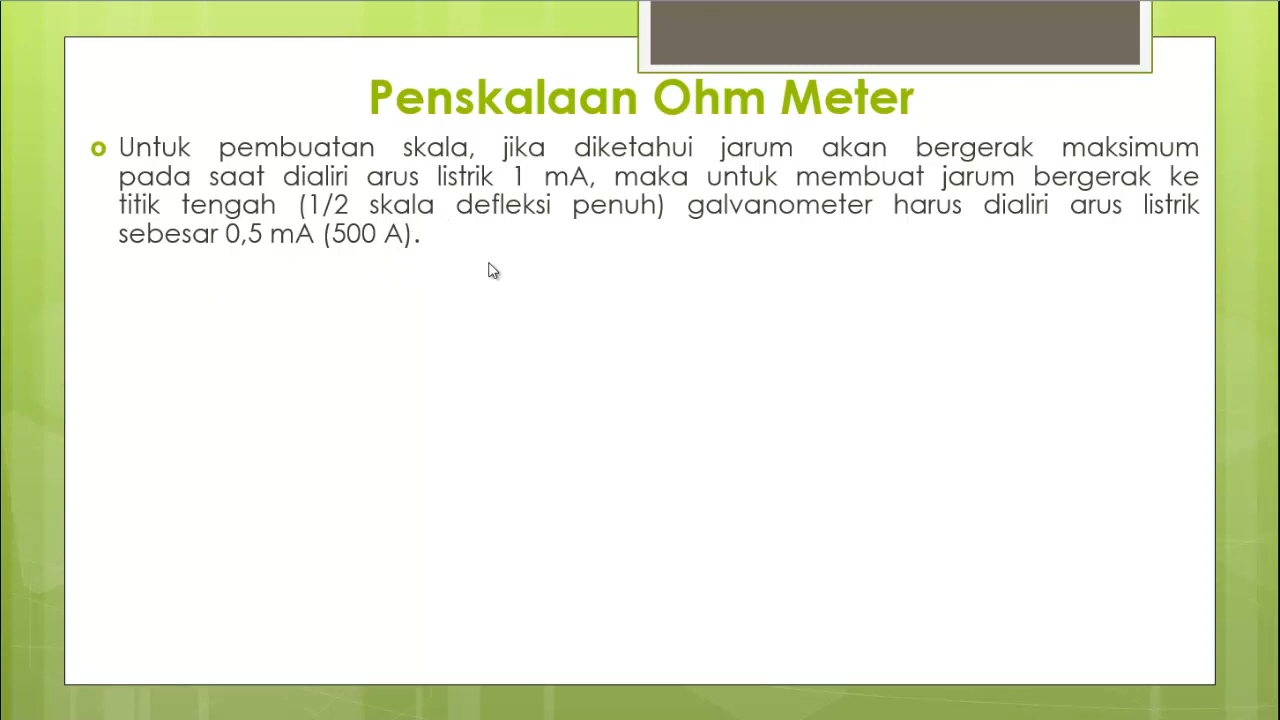 Penskalaan Ohm Meter
Untuk pembuatan skala, jika diketahui jarum akan bergerak maksimum
pada saat dialiri arus listrik 1 mA, maka untuk membuat jarum bergerak ke
titik tengah (1/2 skala defleksi penuh) galvanometer harus dialiri arus listrik
sebesar 0,5 mA (500 A).